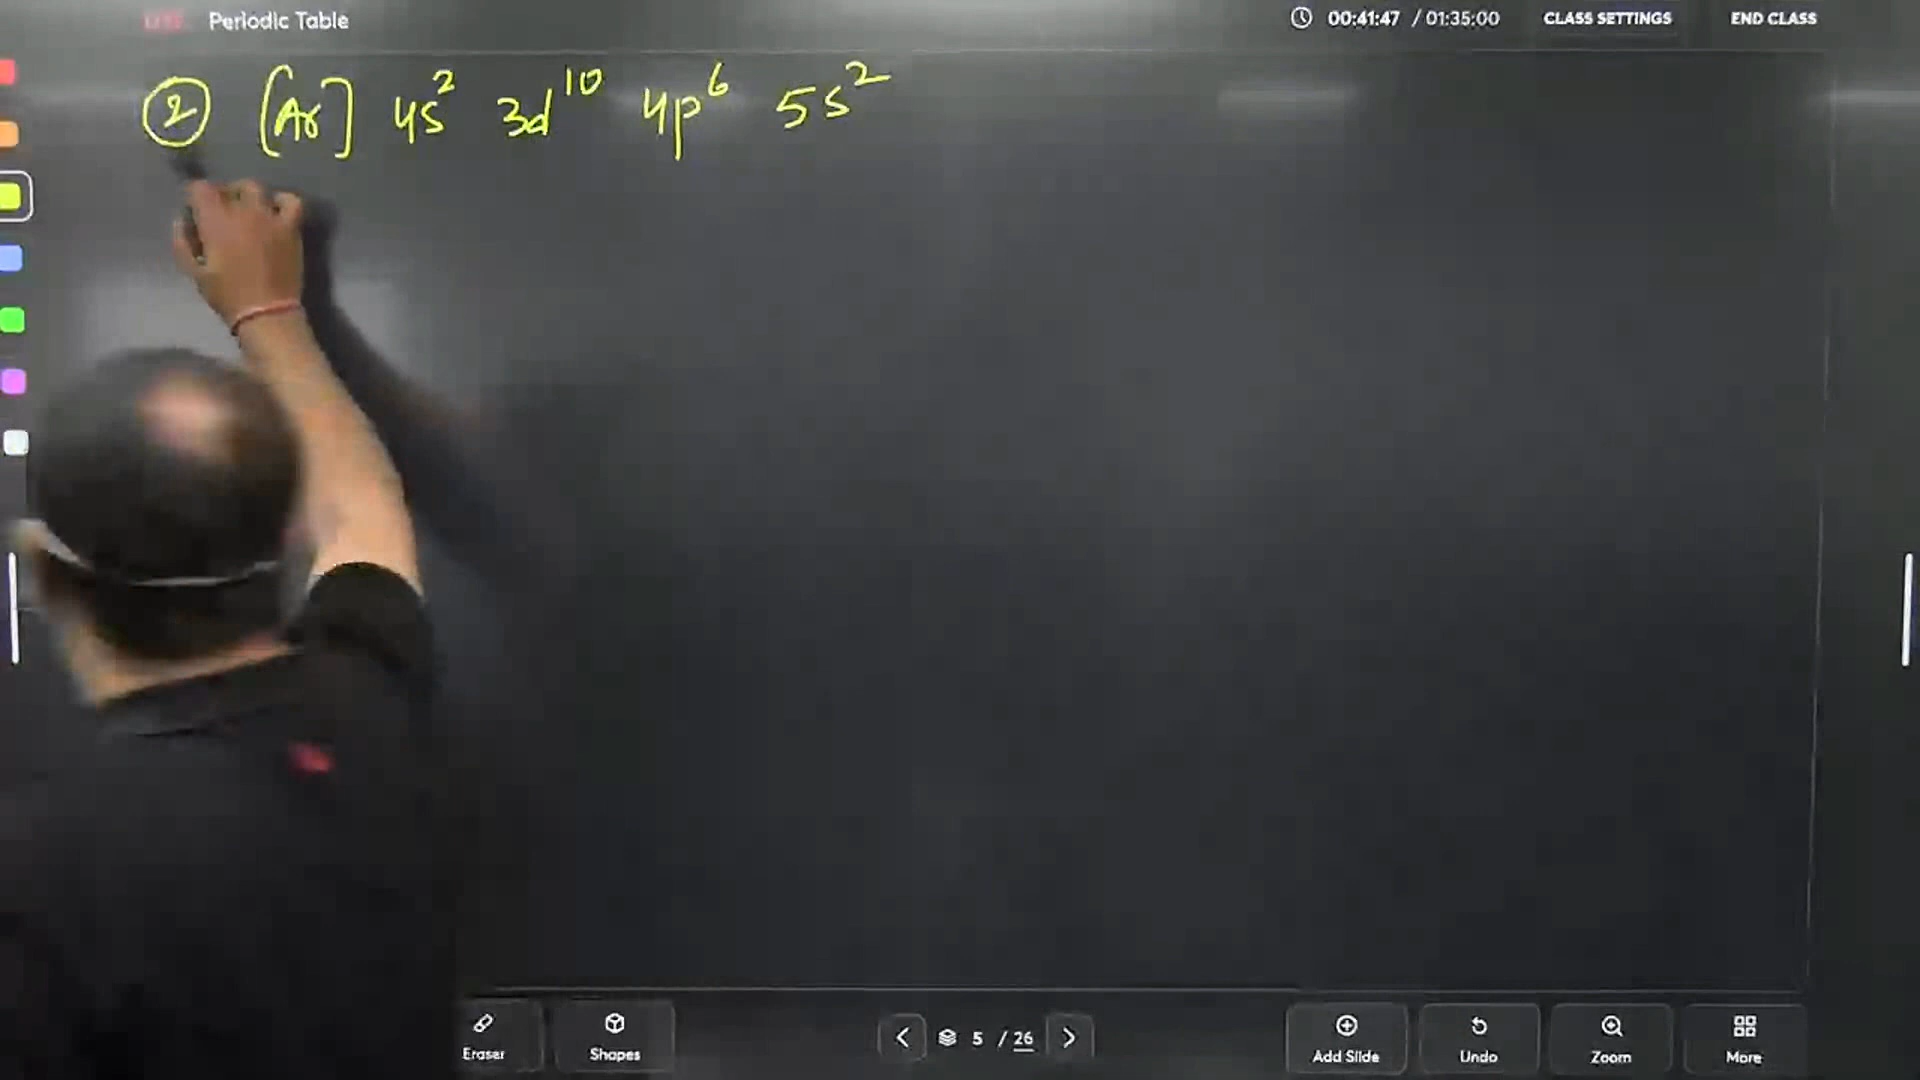 LIVE Periodic Table 00:41:47 / 01:35:00 CLASS SETTINGS END CLASS
② [Ar] 4s² 3d¹⁰ 4p⁶ 5s²
Eraser Shapes 5 / 26 Add Slide Undo Zoom More